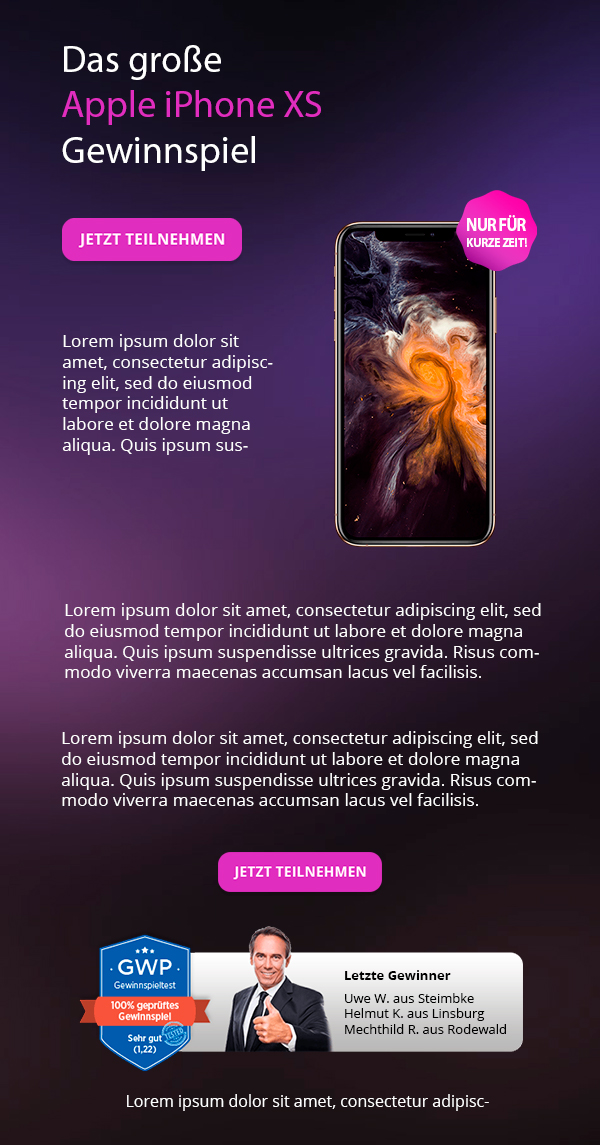 Das große
Apple iPhone XS
Gewinnspiel
JETZT TEILNEHMEN
NUR FÜR
KURZE ZEIT!
Lorem ipsum dolor sit
amet, consectetur adipisc-
ing elit, sed do eiusmod
tempor incididunt ut
labore et dolore magna
aliqua. Quis ipsum sus-
Lorem ipsum dolor sit amet, consectetur adipiscing elit, sed
do eiusmod tempor incididunt ut labore et dolore magna
aliqua. Quis ipsum suspendisse ultrices gravida. Risus com-
modo viverra maecenas accumsan lacus vel facilisis.
Lorem ipsum dolor sit amet, consectetur adipiscing elit, sed
do eiusmod tempor incididunt ut labore et dolore magna
aliqua. Quis ipsum suspendisse ultrices gravida. Risus com-
modo viverra maecenas accumsan lacus vel facilisis.
JETZT TEILNEHMEN
GWP
Gewinnspieltest
100% geprüftes
Gewinnspiel
Sehr gut
(1,22)
Letzte Gewinner
Uwe W. aus Steimbke
Helmut K. aus Linsburg
Mechthild R. aus Rodewald
Lorem ipsum dolor sit amet, consectetur adipisc-